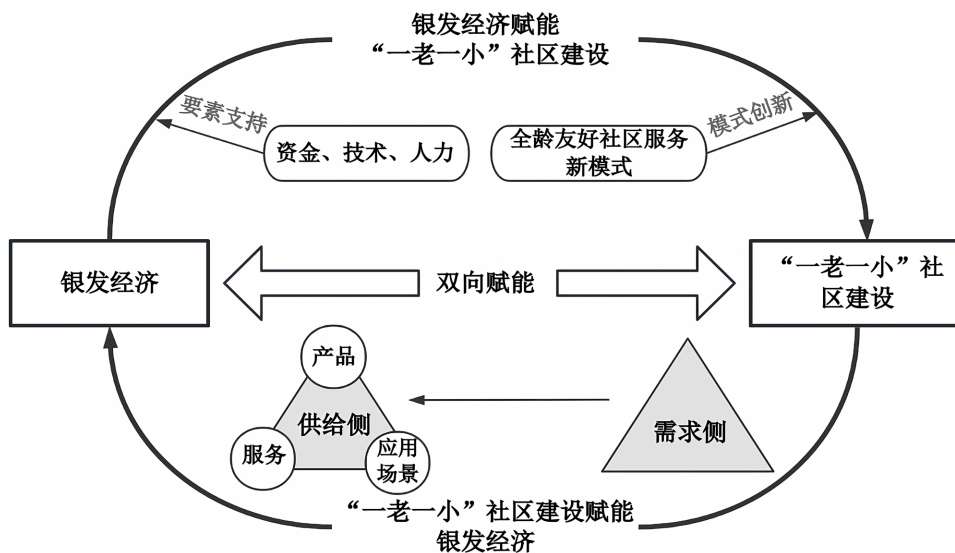 银发经济赋能
“一老一小”社区建设
要素支持
模式创新
资金、技术、人力
全龄友好社区服务
新模式
银发经济
双向赋能
“一老一小”社
区建设
产品
供给侧
服务
应用
场景
需求侧
“一老一小”社区建设赋能
银发经济